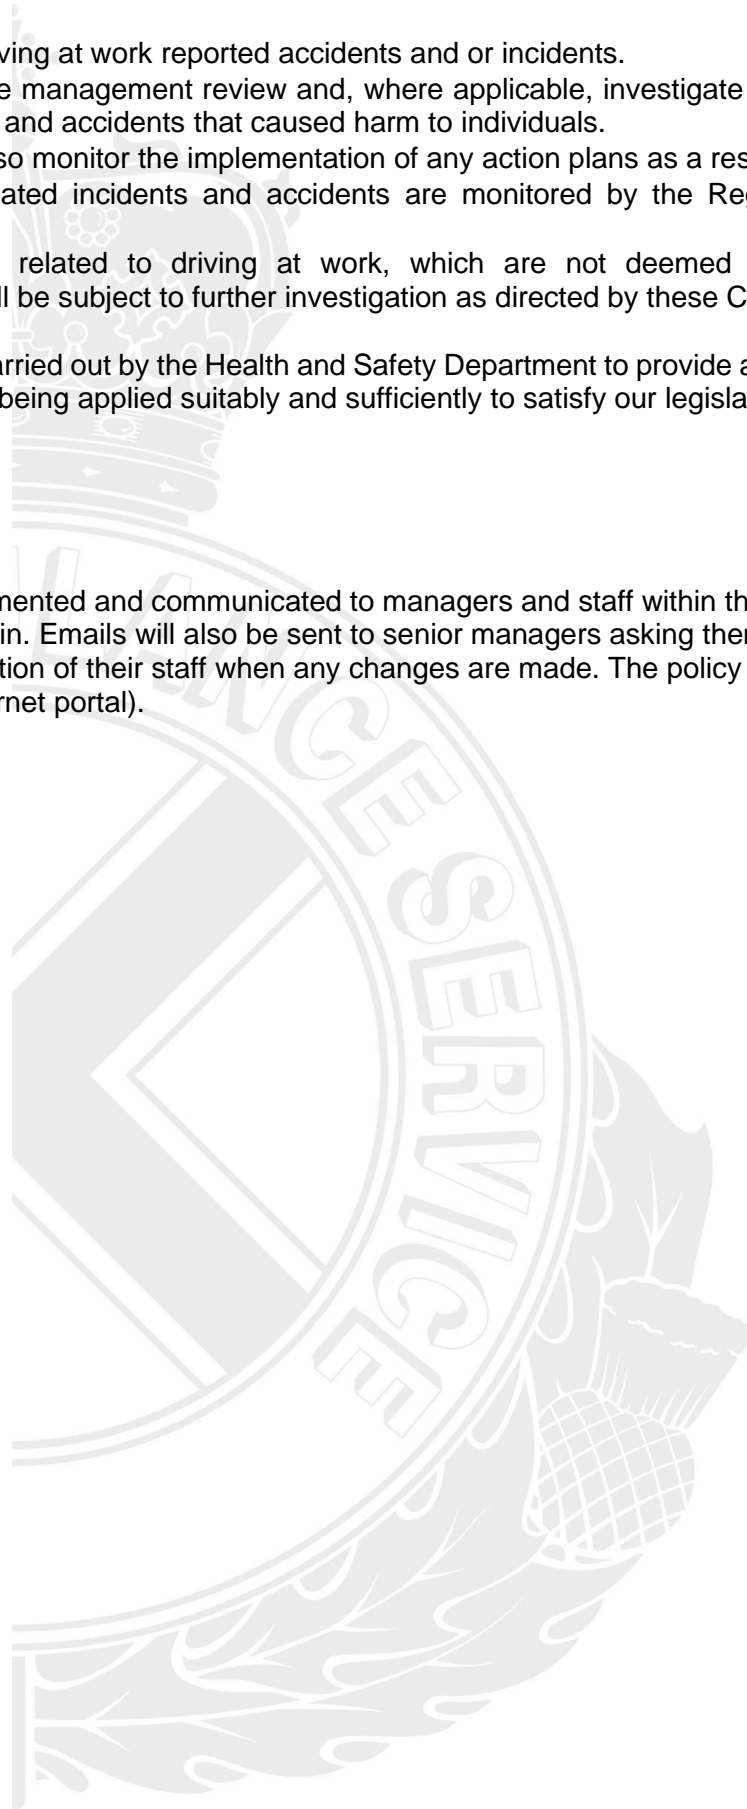 ving at work reported accidents and or incidents.
e management review and, where applicable, investigate
and accidents that caused harm to individuals.
so monitor the implementation of any action plans as a res
ated incidents and accidents are monitored by the Reg
related to driving at work, which are not deemed
ll be subject to further investigation as directed by these C
arried out by the Health and Safety Department to provide a
being applied suitably and sufficiently to satisfy our legisla
mented and communicated to managers and staff within th
in. Emails will also be sent to senior managers asking ther
tion of their staff when any changes are made. The policy
rnet portal).
ALANCE SERVICE